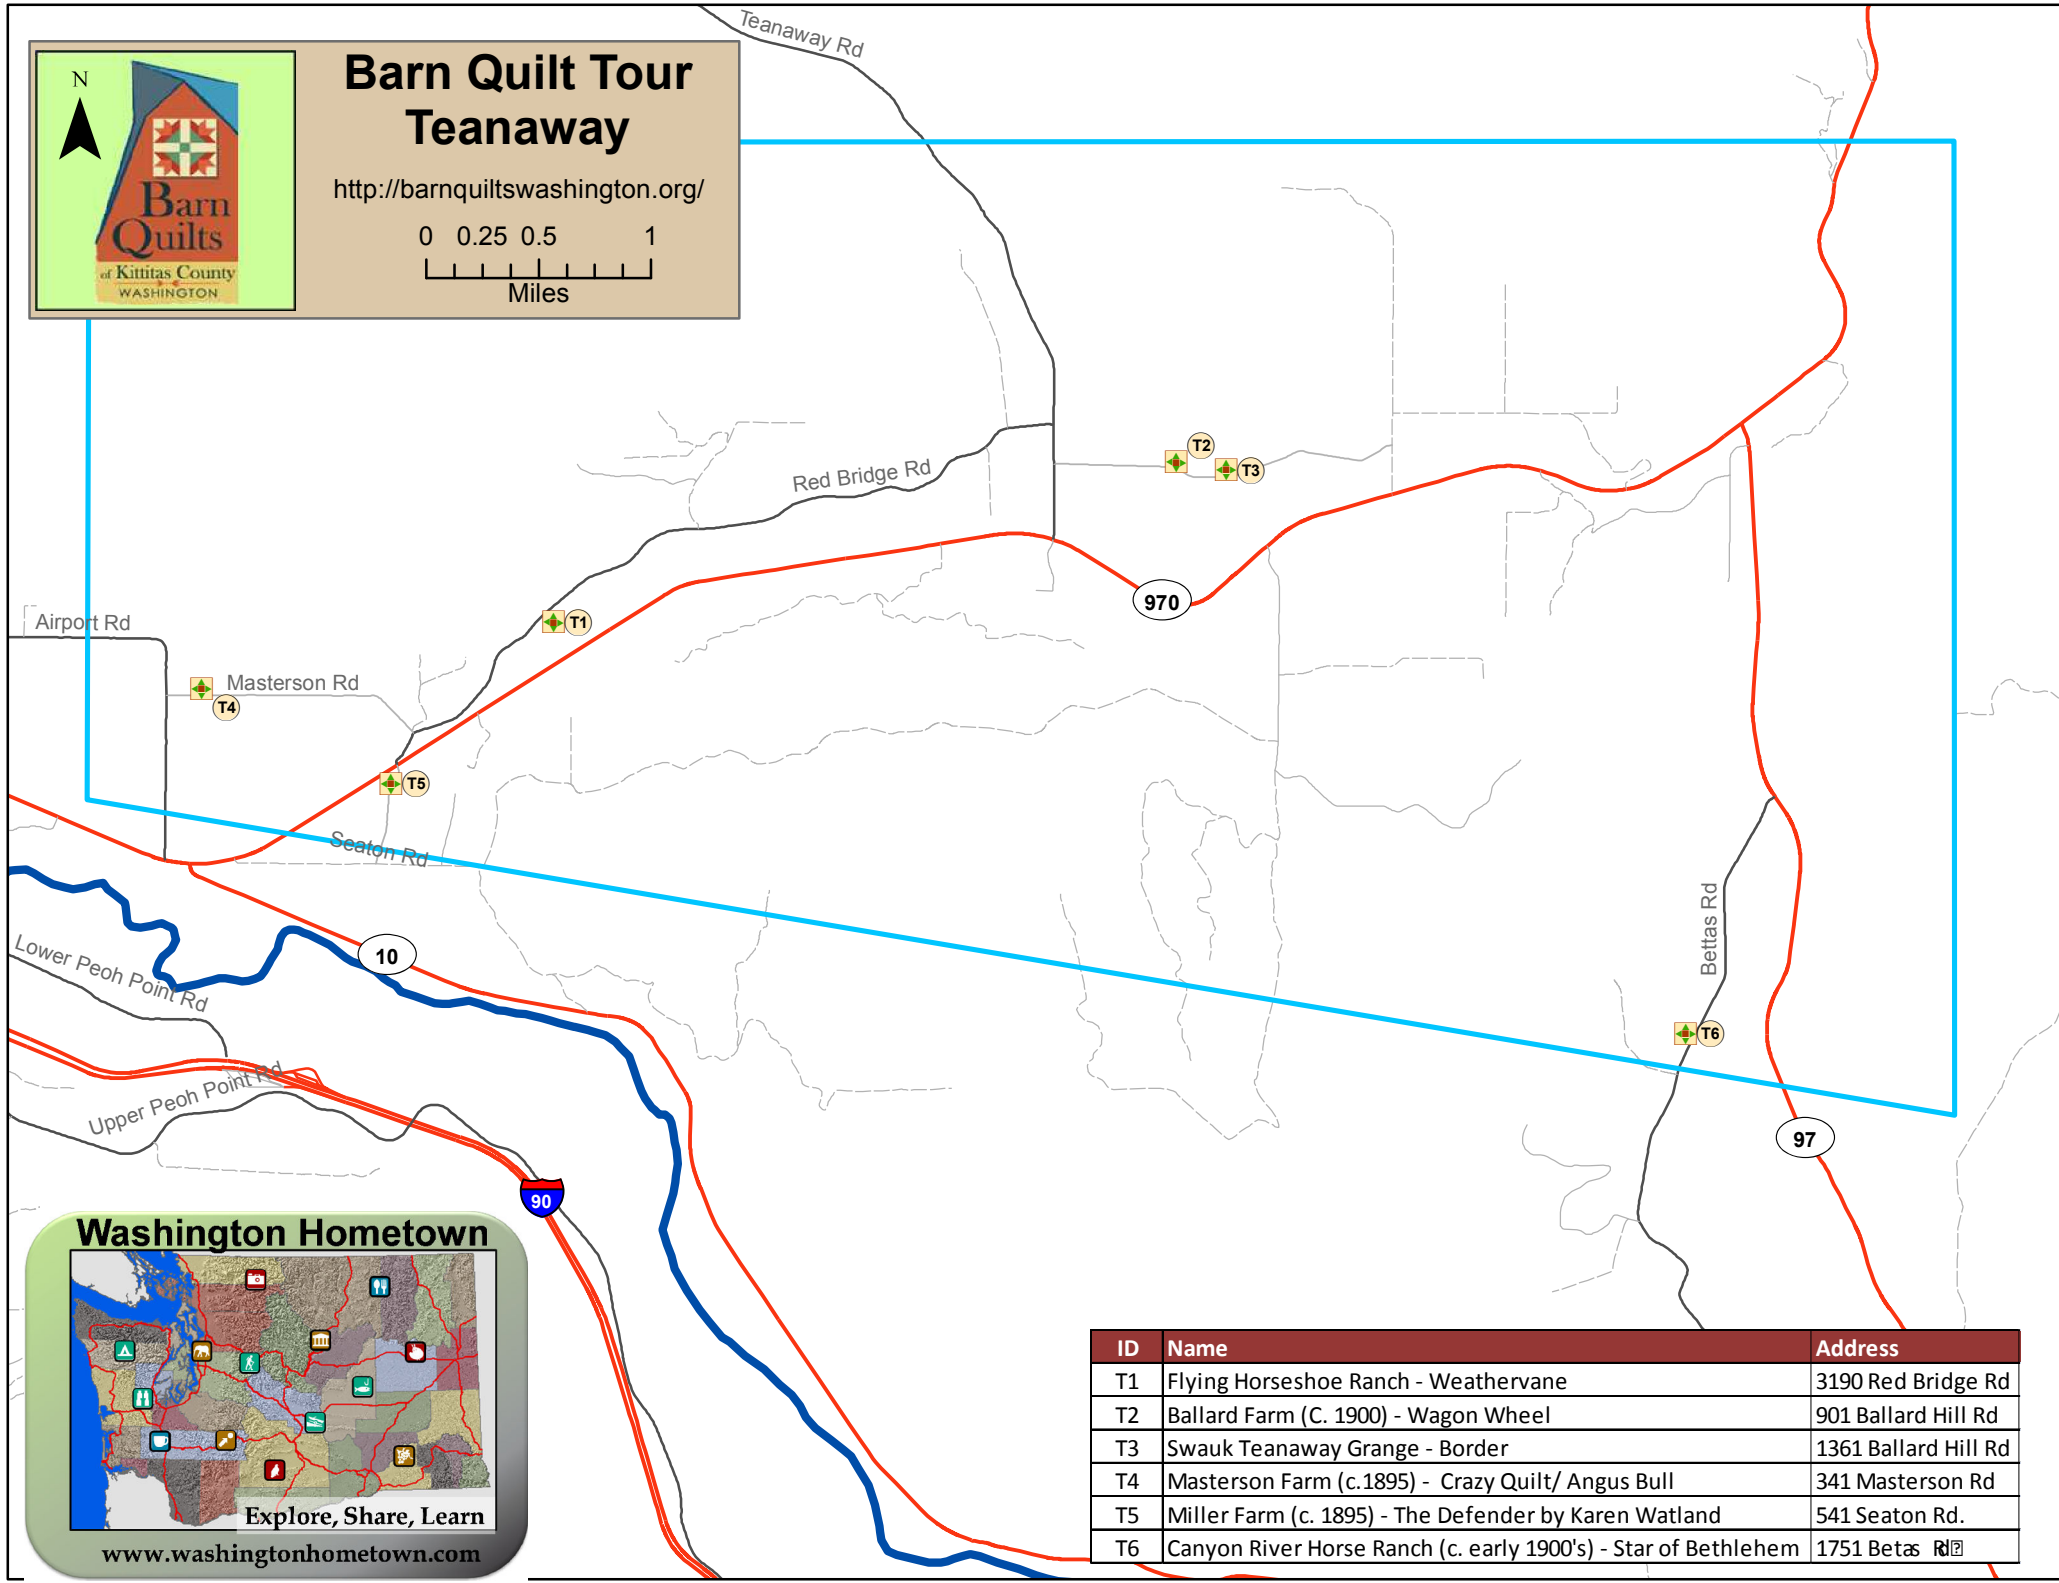 N
Barn
Quilts
of Kittitas County
WASHINGTON
Barn Quilt Tour
Teanaway
http://barnquiltswashington.org/
0 0.25 0.5 1
Miles
Teanaway Rd
Red Bridge Rd
T2
T3
970
T1
Airport Rd
Masterson Rd
T4
T5
Seaton Rd
Bettas Rd
10
Lower Peoh Point Rd
T6
Upper Peoh Point Rd
97
90
Washington Hometown
Explore, Share, Learn
www.washingtonhometown.com
ID Name Address
T1 Flying Horseshoe Ranch - Weathervane 3190 Red Bridge Rd
T2 Ballard Farm (C. 1900) - Wagon Wheel 901 Ballard Hill Rd
T3 Swauk Teanaway Grange - Border 1361 Ballard Hill Rd
T4 Masterson Farm (c.1895) - Crazy Quilt/ Angus Bull 341 Masterson Rd
T5 Miller Farm (c. 1895) - The Defender by Karen Watland 541 Seaton Rd.
T6 Canyon River Horse Ranch (c. early 1900's) - Star of Bethlehem 1751 Betas Rd